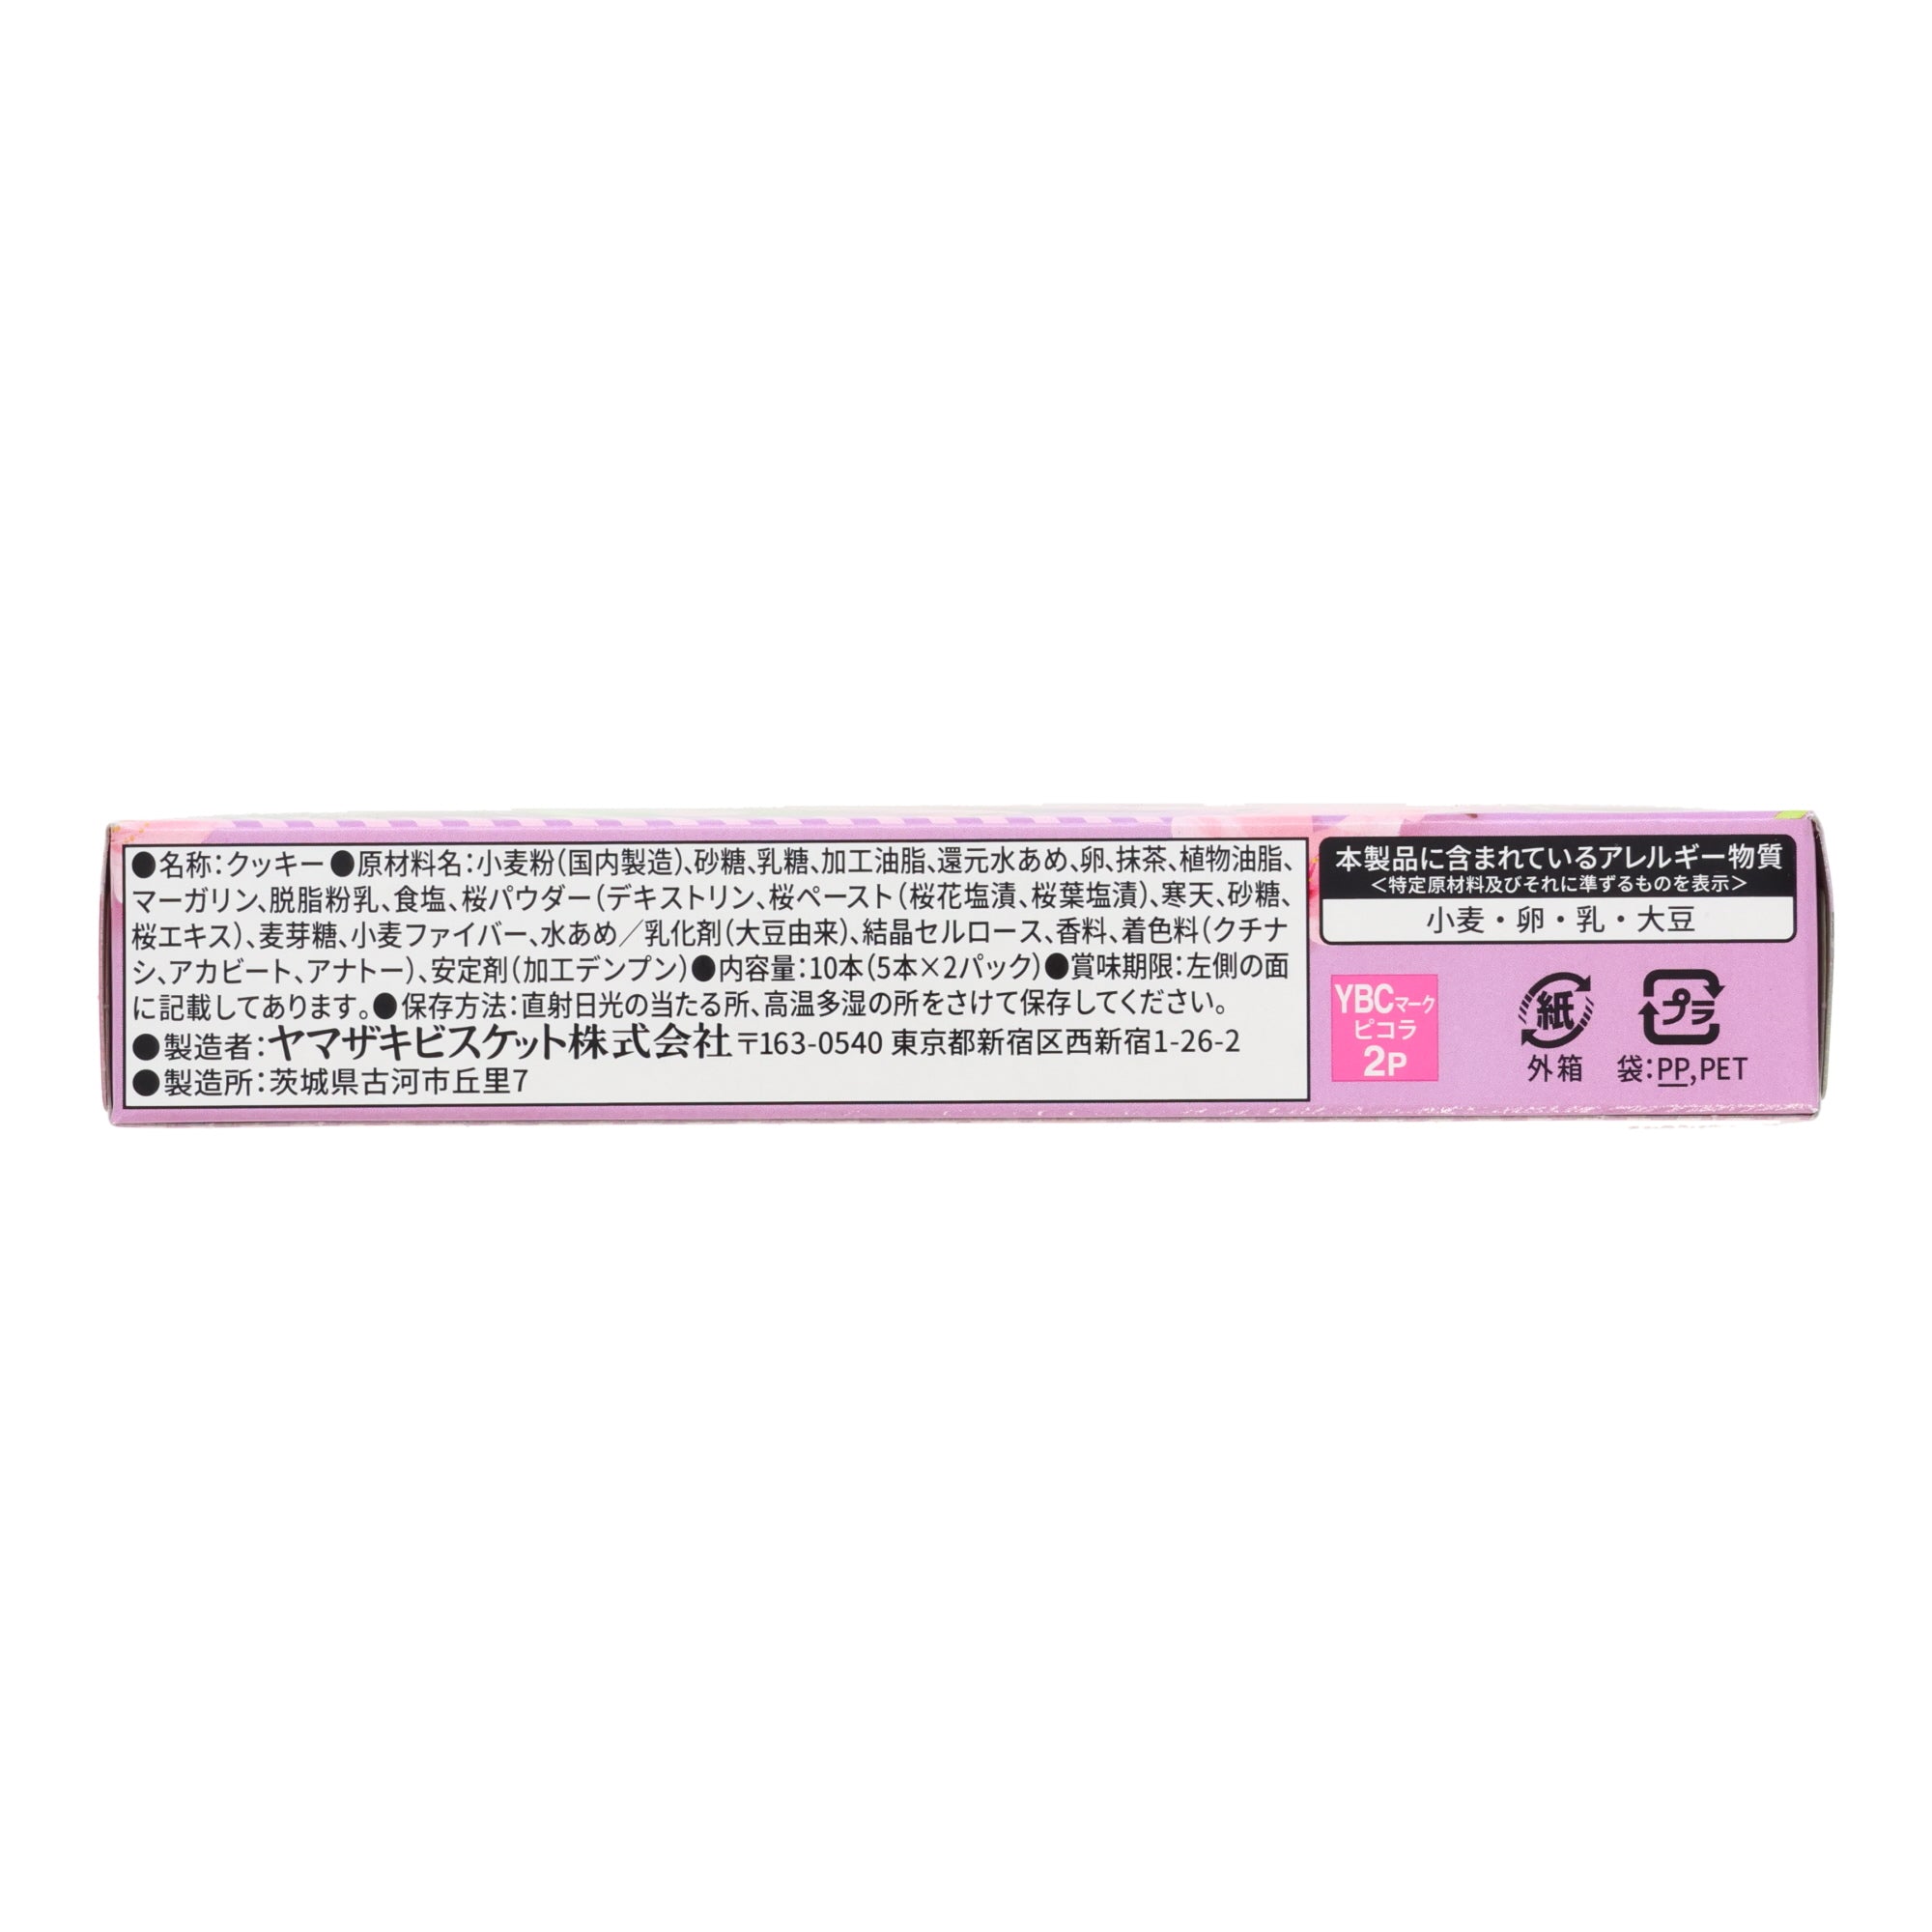 ●名称:クッキー ●原材料名:小麦粉(国内製造)、砂糖、乳糖、加工油脂、還元水あめ、卵、抹茶、植物油脂、
マーガリン、脱脂粉乳、食塩、桜パウダー(デキストリン、桜ペースト(桜花塩漬、桜葉塩漬)、寒天、砂糖、
桜エキス)、麦芽糖、小麦ファイバー、水あめ／乳化剤(大豆由来)、結晶セルロース、香料、着色料(クチナ
シ、アカビート、アナトー)、安定剤(加工デンプン)●内容量:10本(5本×2パック)●賞味期限:左側の面
に記載してあります。●保存方法:直射日光の当たる所、高温多湿の所をさけて保存してください。
●製造者:ヤマザキビスケット株式会社 〒163-0540 東京都新宿区西新宿1-26-2
●製造所:茨城県古河市丘里7
本製品に含まれているアレルギー物質
＜特定原材料及びそれに準ずるものを表示＞
小麦・卵・乳・大豆
YBCマーク
ピコラ
2P
紙
外箱
プラ
袋:PP,PET